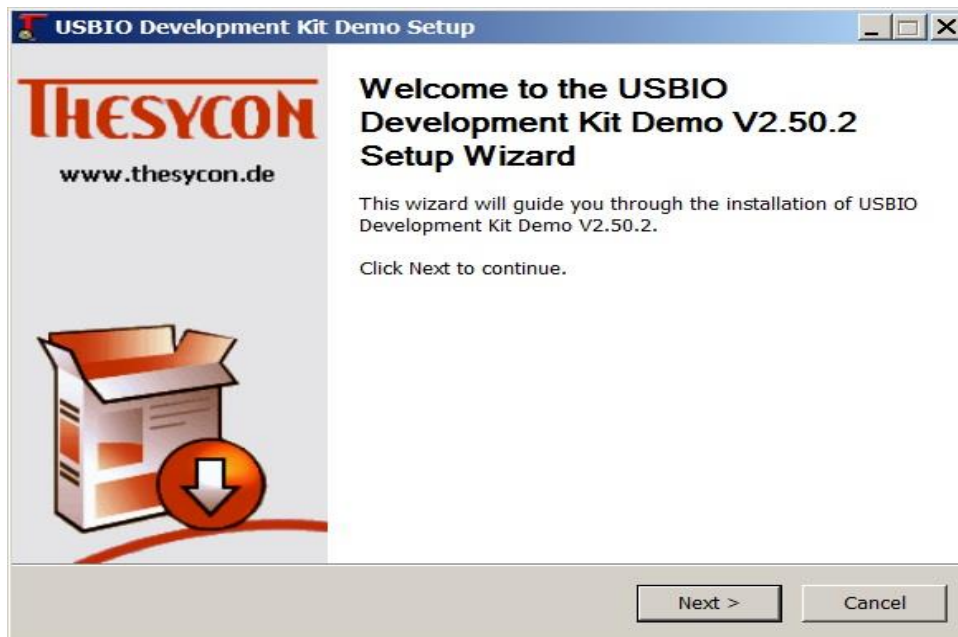 USBIO Development Kit Demo Setup
THESYCON
www.thesycon.de
Welcome to the USBIO
Development Kit Demo V2.50.2
Setup Wizard
This wizard will guide you through the installation of USBIO
Development Kit Demo V2.50.2.
Click Next to continue.
Next >
Cancel